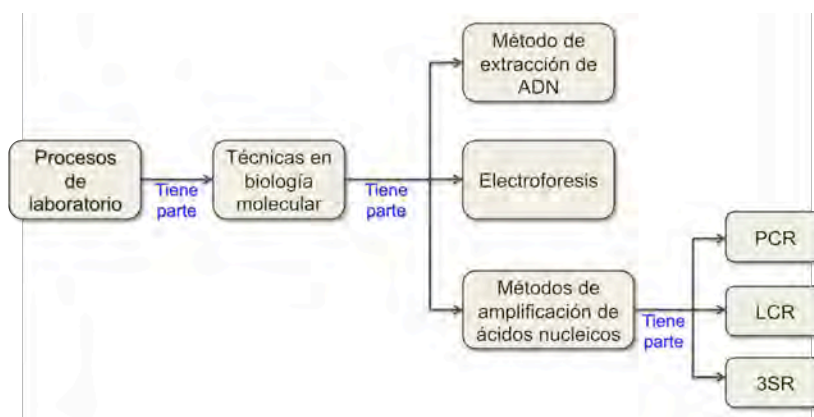 Procesos
de
laboratorio
Tiene
parte
Técnicas en
biología
molecular
Tiene
parte
Método de
extracción de
ADN
Electroforesis
Métodos de
amplificación de
ácidos nucleicos
Tiene
parte
PCR
LCR
3SR